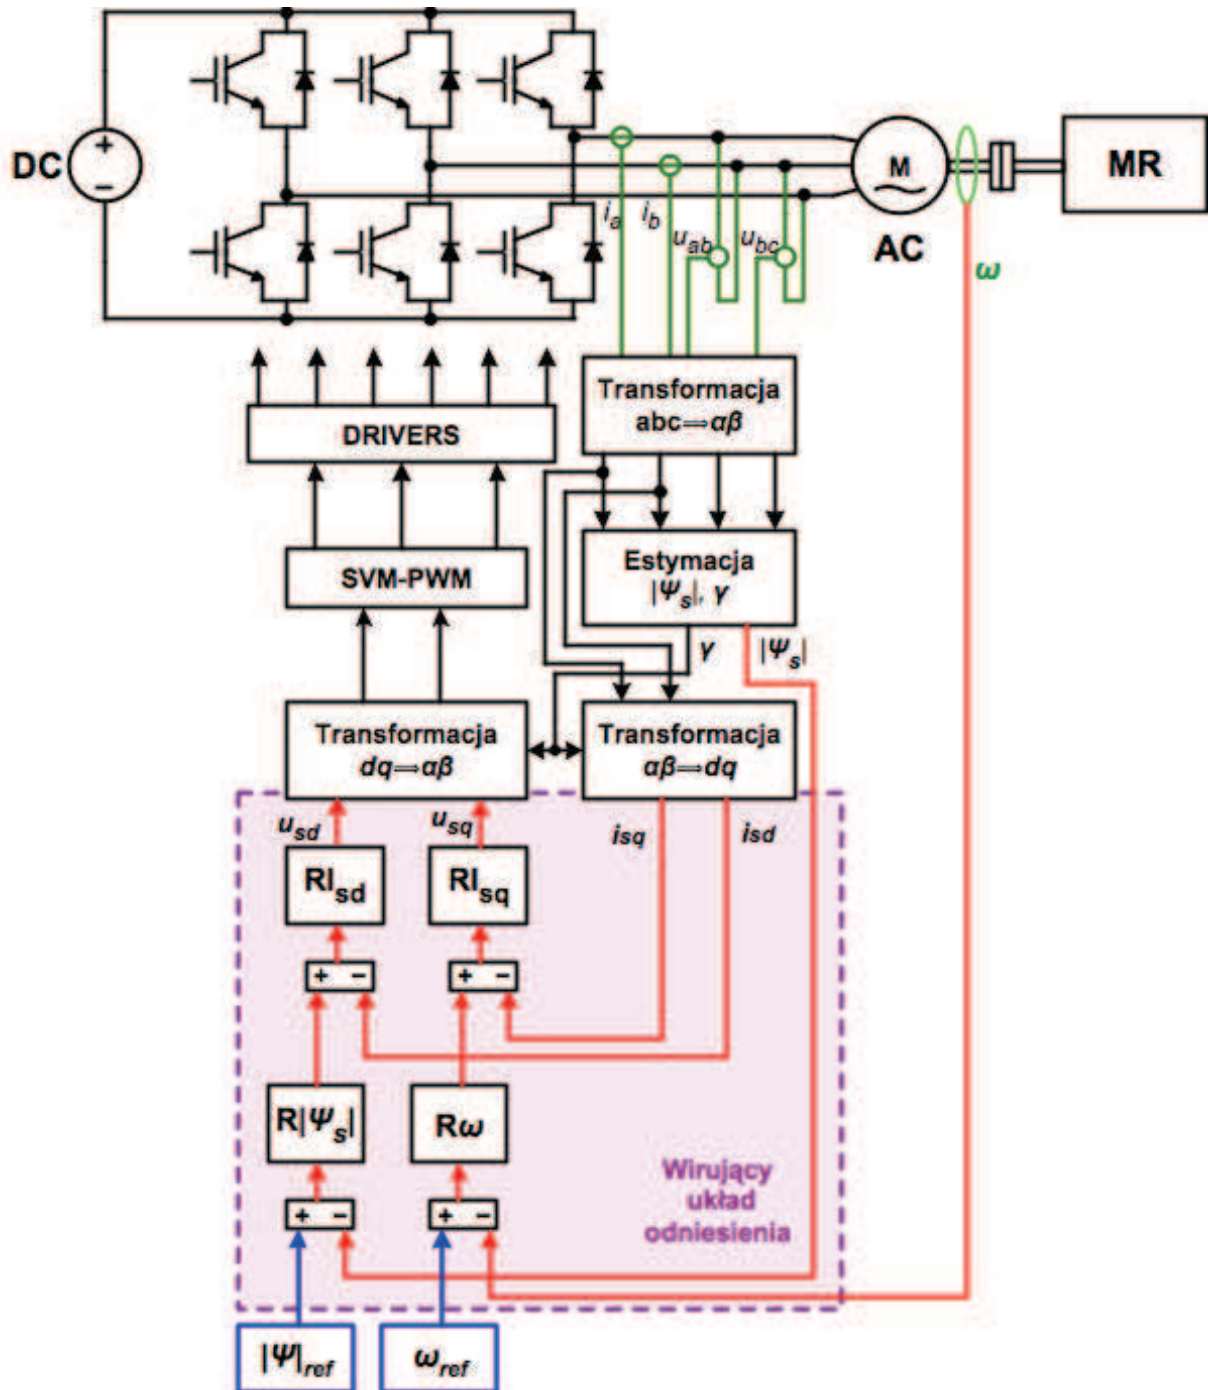 +
DC
−
M
AC
MR
i_a
i_b
u_ab
u_bc
ω
Transformacja
abc⇒αβ
DRIVERS
Estymacja
|Ψ_s|, γ
SVM-PWM
γ
|Ψ_s|
Transformacja
dq⇒αβ
Transformacja
αβ⇒dq
u_sd
u_sq
i_sq
i_sd
RI_sd
RI_sq
+ −
+ −
R|Ψ_s|
Rω
Wirujący
układ
odniesienia
+ −
+ −
|Ψ|_ref
ω_ref